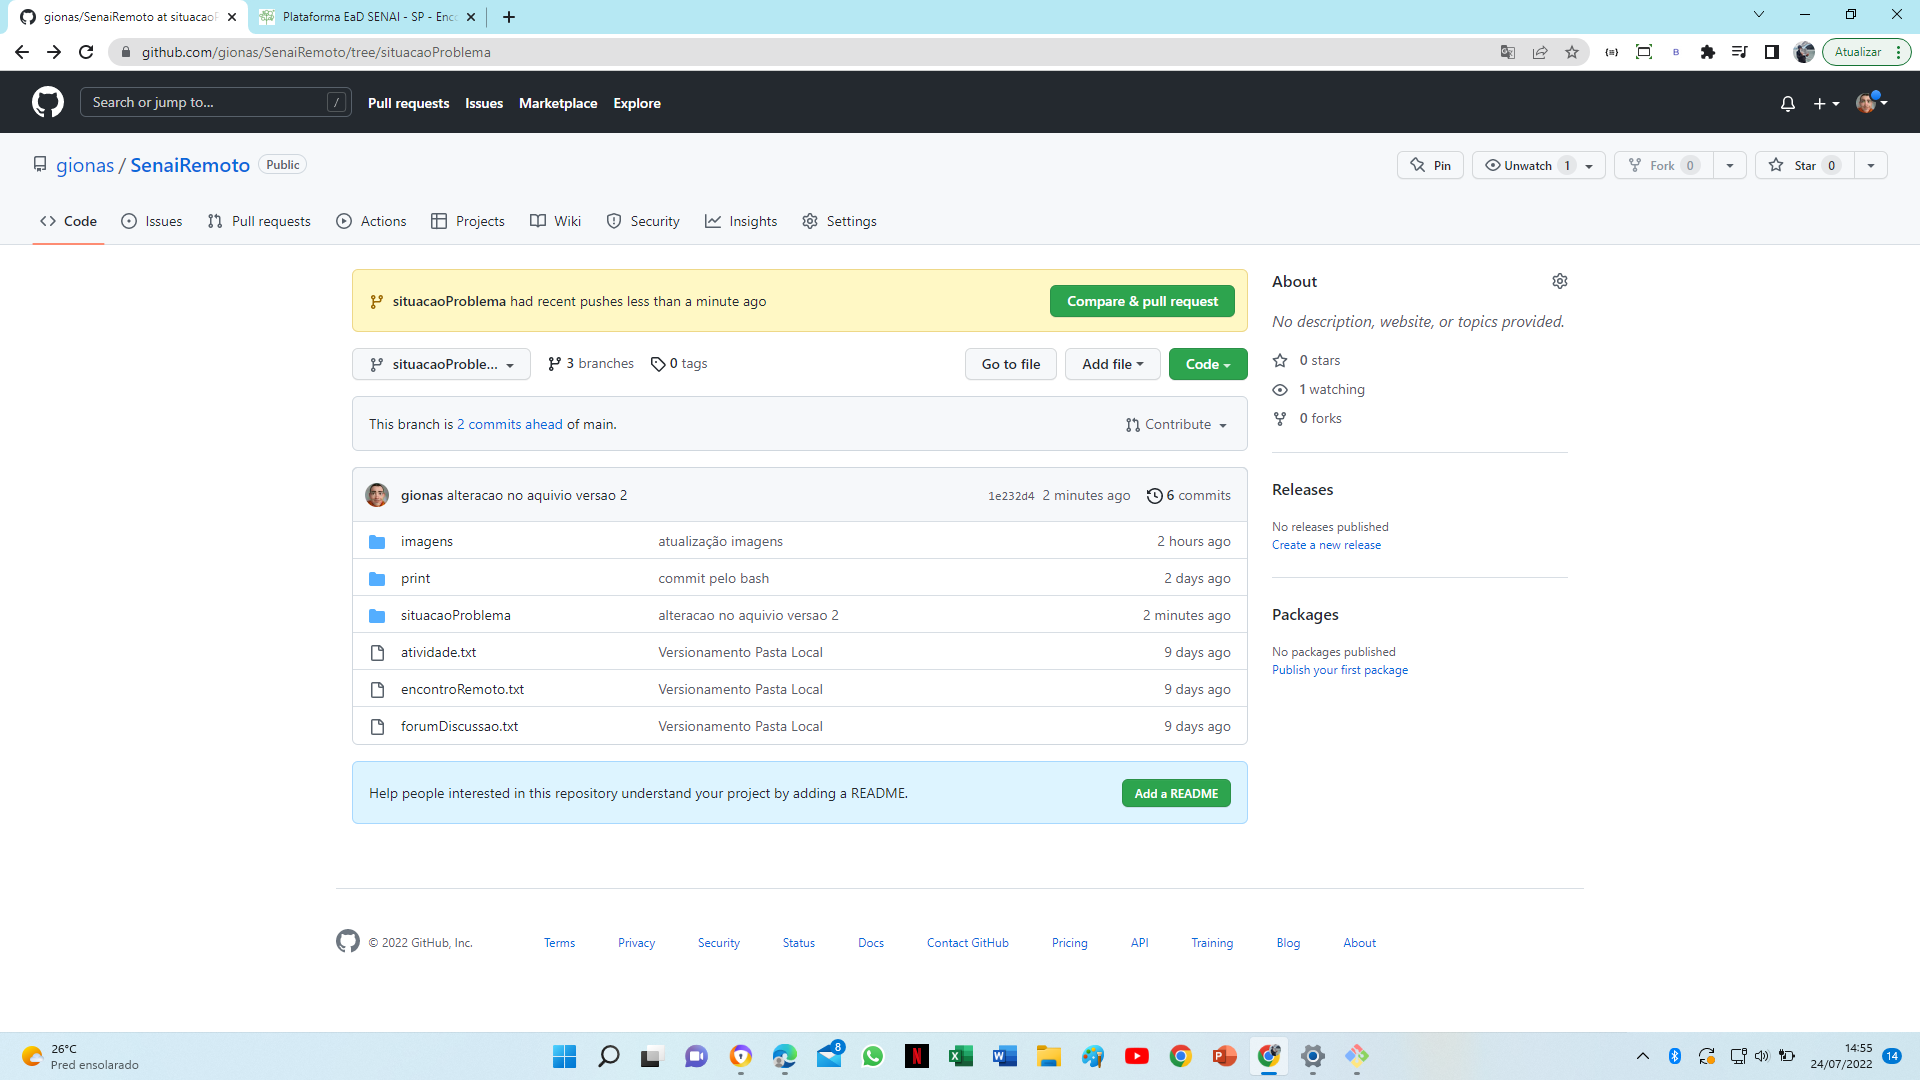 gionas/SenaiRemoto at situacaoP
Plataforma EaD SENAI - SP - Enc
github.com/gionas/SenaiRemoto/tree/situacaoProblema
Atualizar
Search or jump to... /
Pull requests Issues Marketplace Explore
gionas / SenaiRemoto Public
Pin Unwatch 1 Fork 0 Star 0
Code Issues Pull requests Actions Projects Wiki Security Insights Settings
situacaoProblema had recent pushes less than a minute ago
Compare & pull request
situacaoProble... 3 branches 0 tags Go to file Add file Code
This branch is 2 commits ahead of main. Contribute
gionas alteracao no aquivio versao 2 1e232d4 2 minutes ago 6 commits
imagens atualização imagens 2 hours ago
print commit pelo bash 2 days ago
situacaoProblema alteracao no aquivio versao 2 2 minutes ago
atividade.txt Versionamento Pasta Local 9 days ago
encontroRemoto.txt Versionamento Pasta Local 9 days ago
forumDiscussao.txt Versionamento Pasta Local 9 days ago
Help people interested in this repository understand your project by adding a README. Add a README
About
No description, website, or topics provided.
0 stars
1 watching
0 forks
Releases
No releases published
Create a new release
Packages
No packages published
Publish your first package
© 2022 GitHub, Inc. Terms Privacy Security Status Docs Contact GitHub Pricing API Training Blog About
26°C
Pred ensolarado
8
14:55
24/07/2022
14